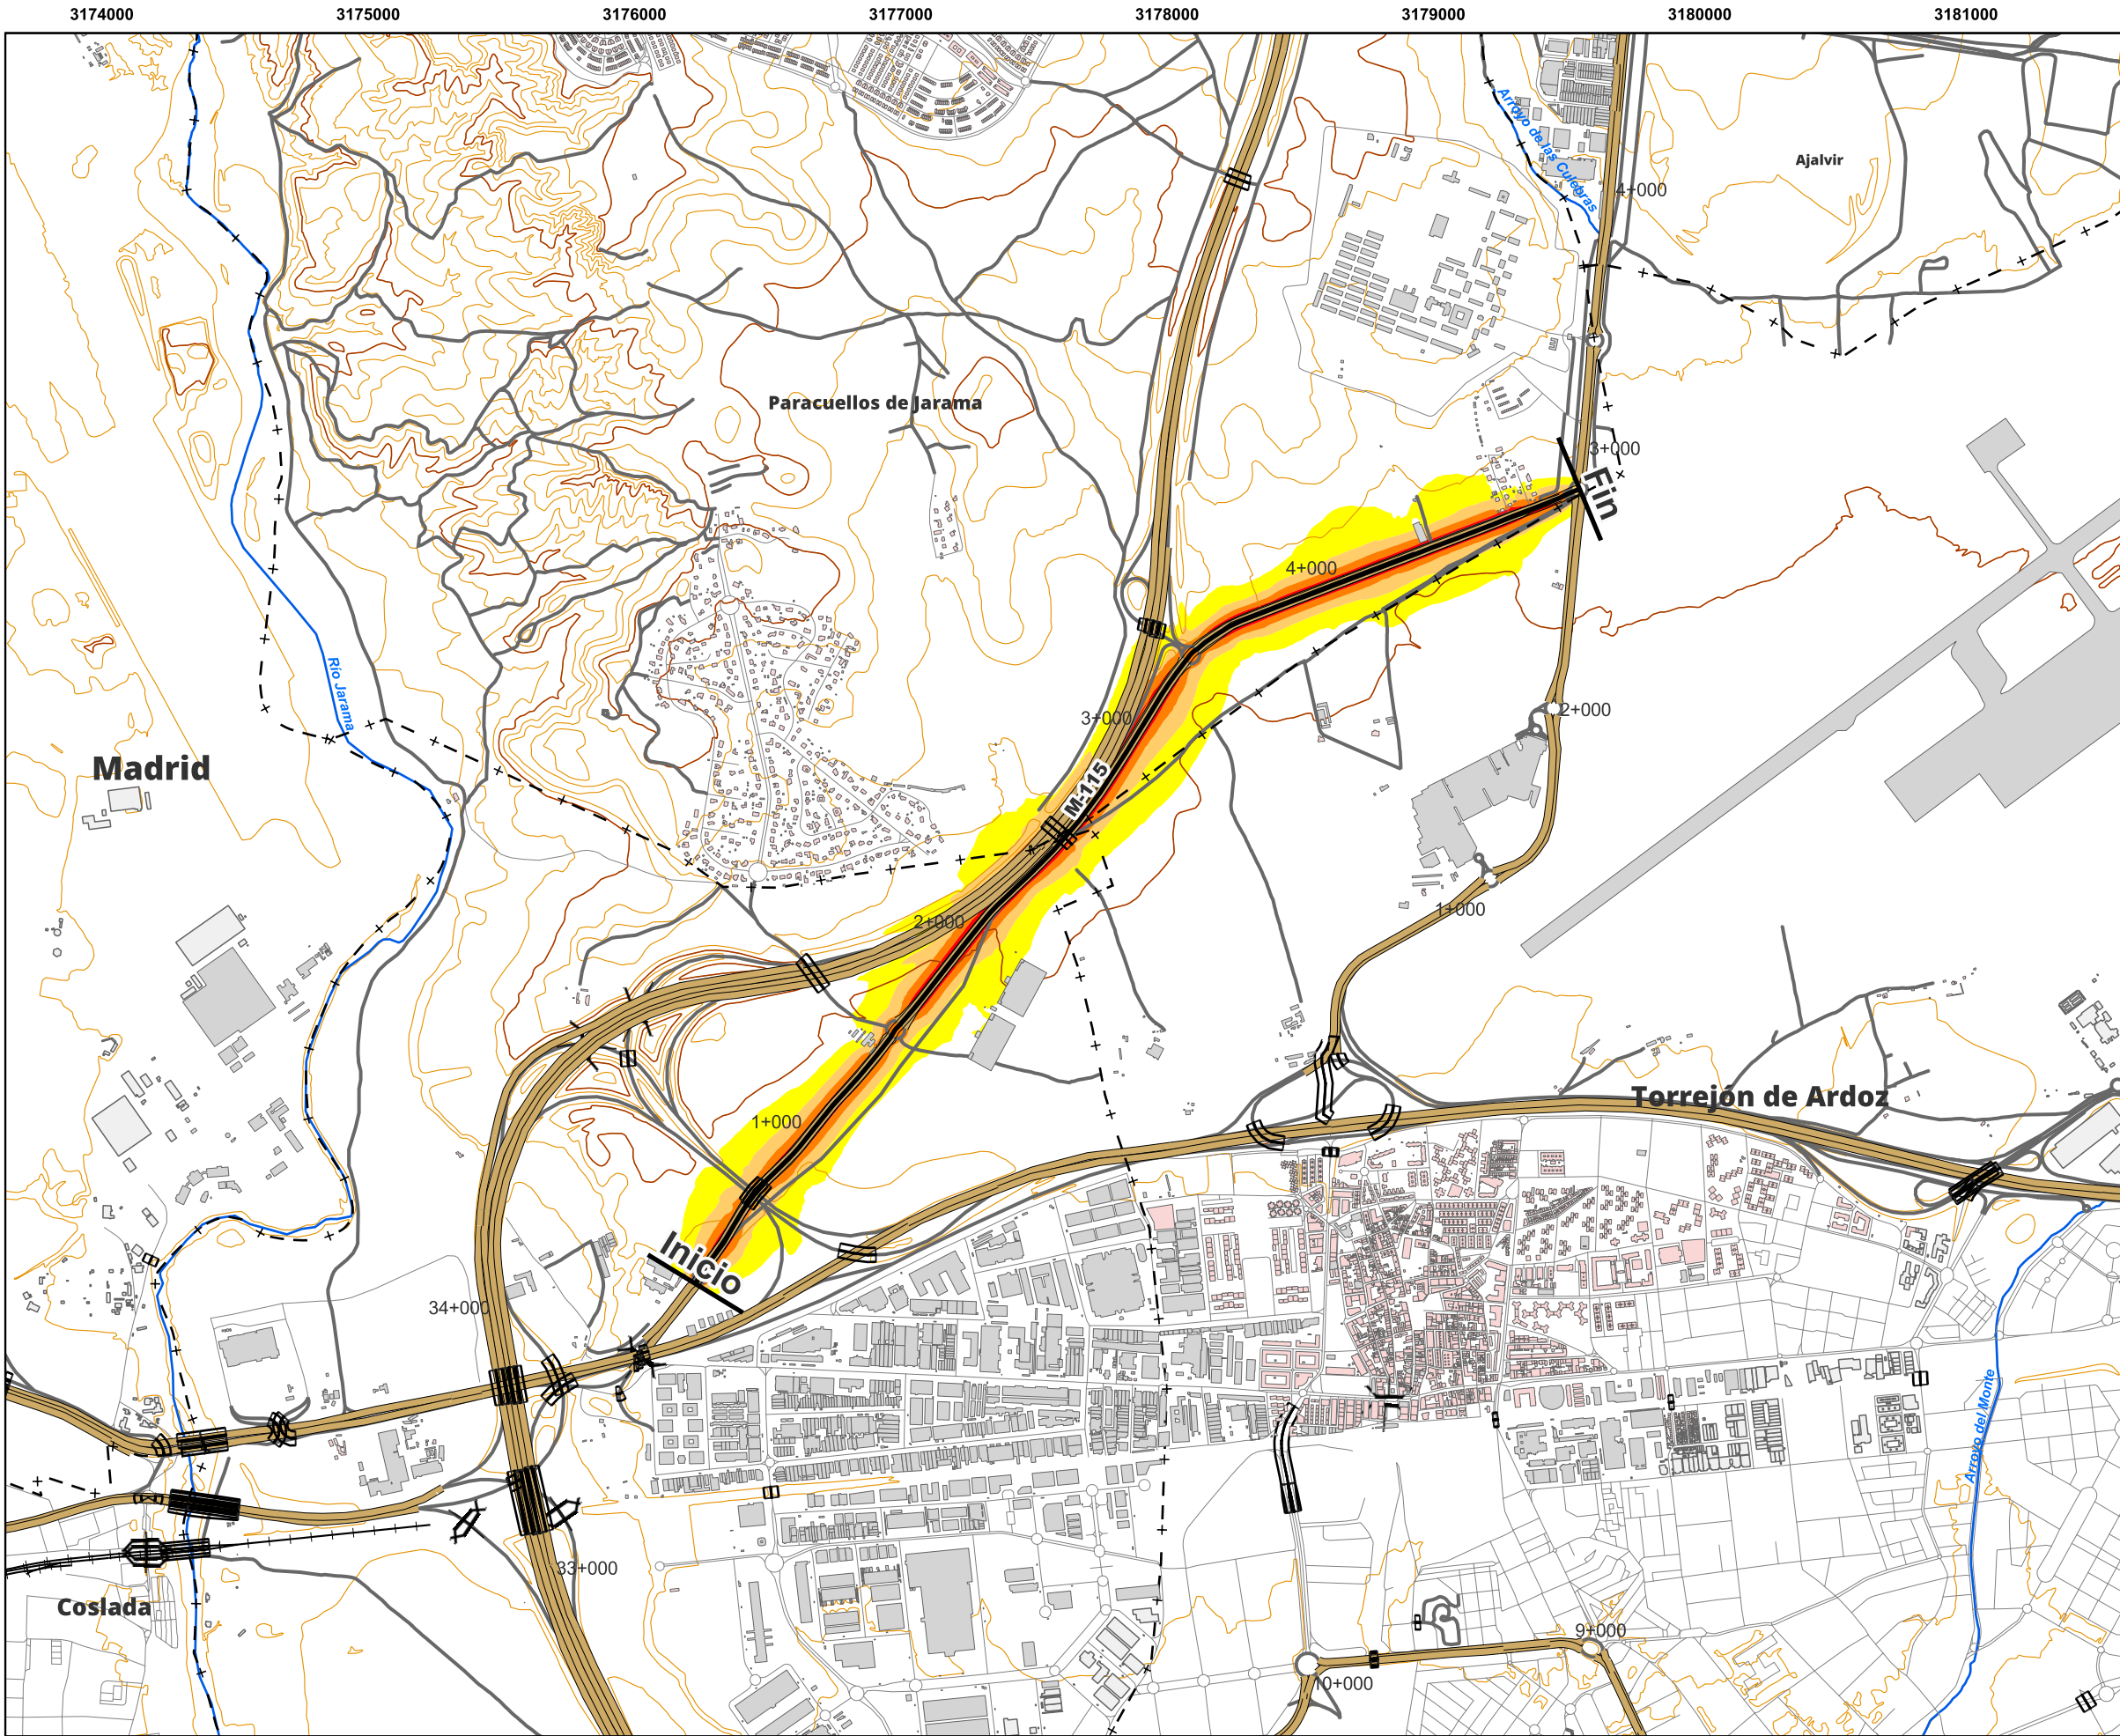 3174000 3175000 3176000 3177000 3178000 3179000 3180000 3181000
Arroyo de las Culebras
Ajalvir
4+000
Paracuellos de Jarama
3+000
Fin
4+000
Río Jarama
3+000
2+000
Madrid
M-115
1+000
2+000
Torrejón de Ardoz
1+000
Inicio
34+000
Arroyo del Monte
33+000
Coslada
9+000
10+000